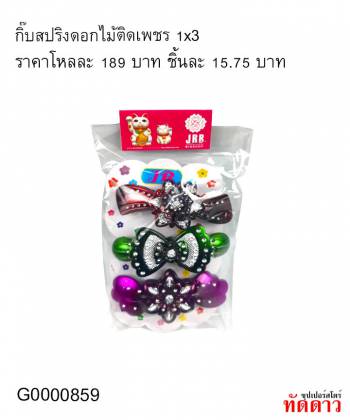 กิ๊บสปริงดอกไม้ติดเพชร 1x3
ราคาโหลละ 189 บาท ชิ้นละ 15.75 บาท
JRB
JB
G0000859
ซุปเปอร์สโตร์
ทัดดาว